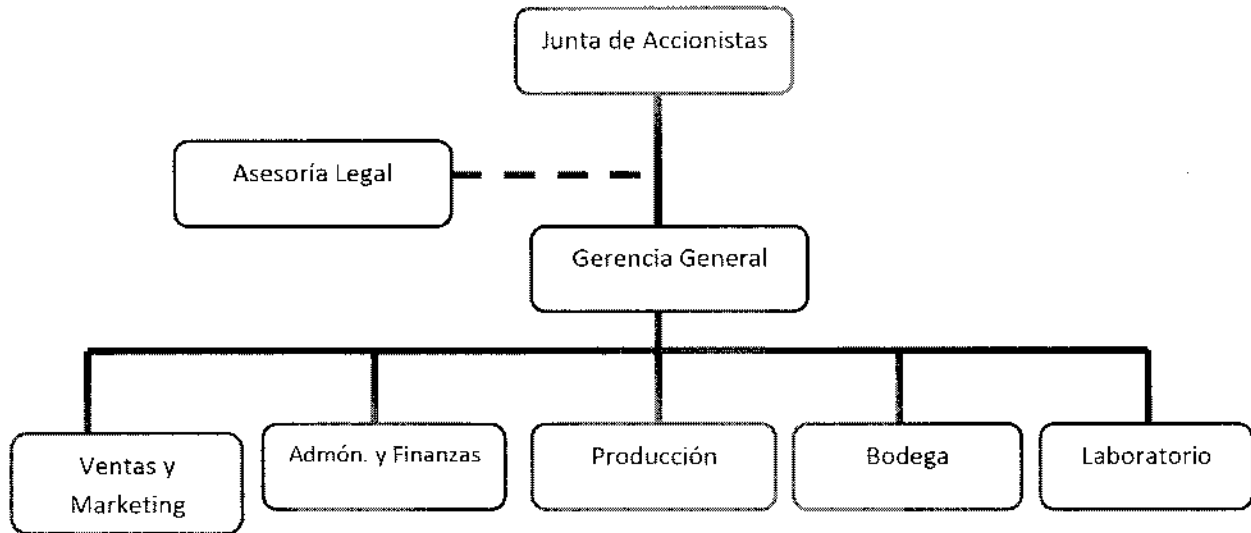 Junta de Accionistas
Asesoría Legal
Gerencia General
Ventas y
Marketing
Admón. y Finanzas
Producción
Bodega
Laboratorio